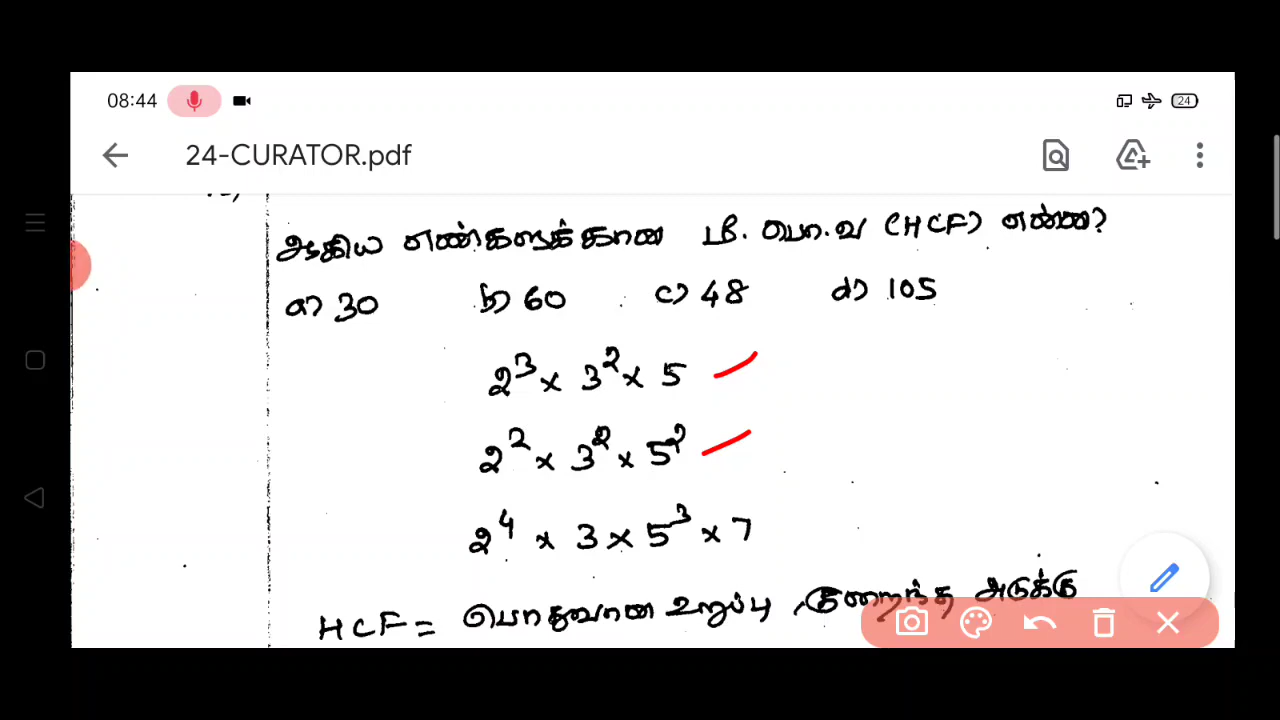 08:44
24
24-CURATOR.pdf
ஆகிய எண்களுக்கான மீ. பொ.வ (HCF) என்ன?
a) 30 b) 60 c) 48 d) 105
2³ × 3² × 5
2² × 3² × 5²
2⁴ × 3 × 5³ × 7
HCF = பொதுவான உறுப்பு, குறைந்த அடுக்கு